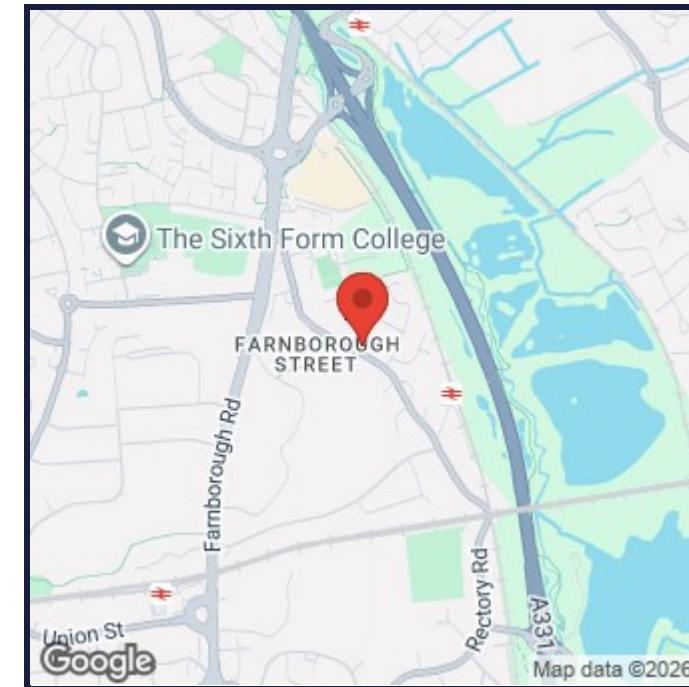 The Sixth Form College
FARNBOROUGH
STREET
Farnborough Rd
Rectory Rd
A331
Union St
Google
Map data ©2026